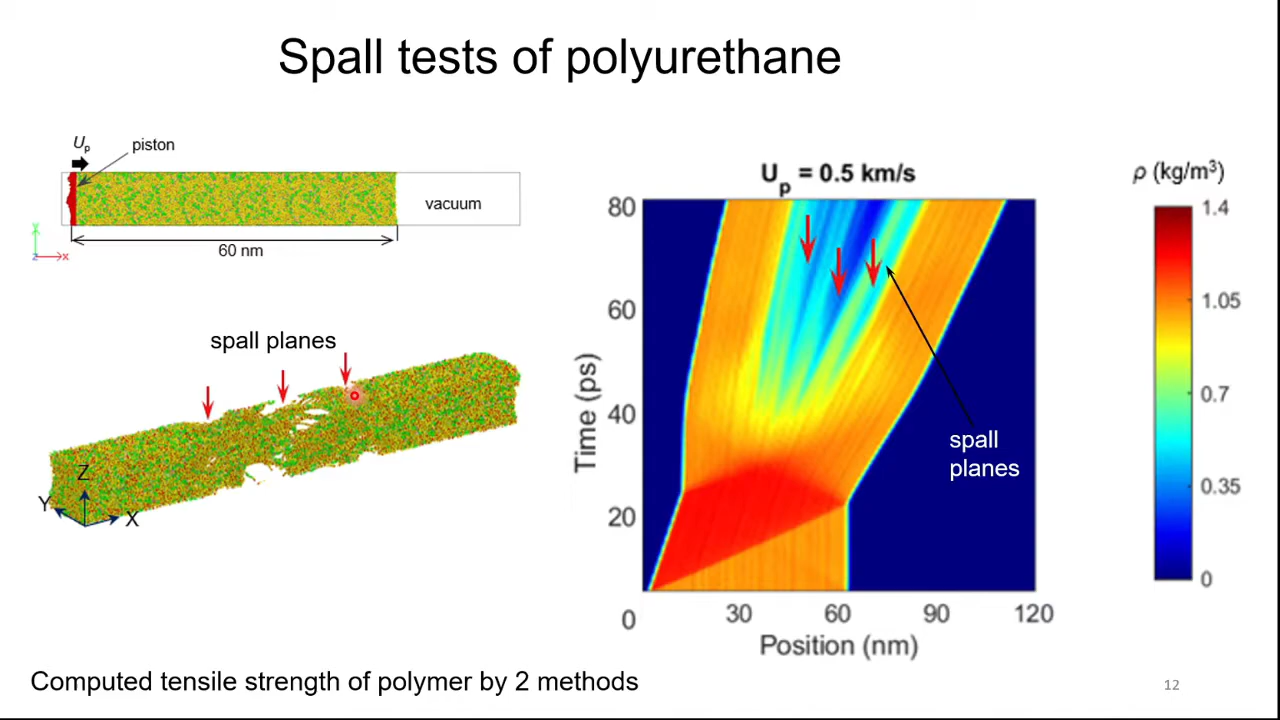 Spall tests of polyurethane
Up
piston
vacuum
60 nm
y
z
x
spall planes
Z
Y
X
Up = 0.5 km/s
ρ (kg/m³)
80
60
40
20
0
Time (ps)
30 60 90 120
Position (nm)
spall
planes
1.4
1.05
0.7
0.35
0
Computed tensile strength of polymer by 2 methods
12